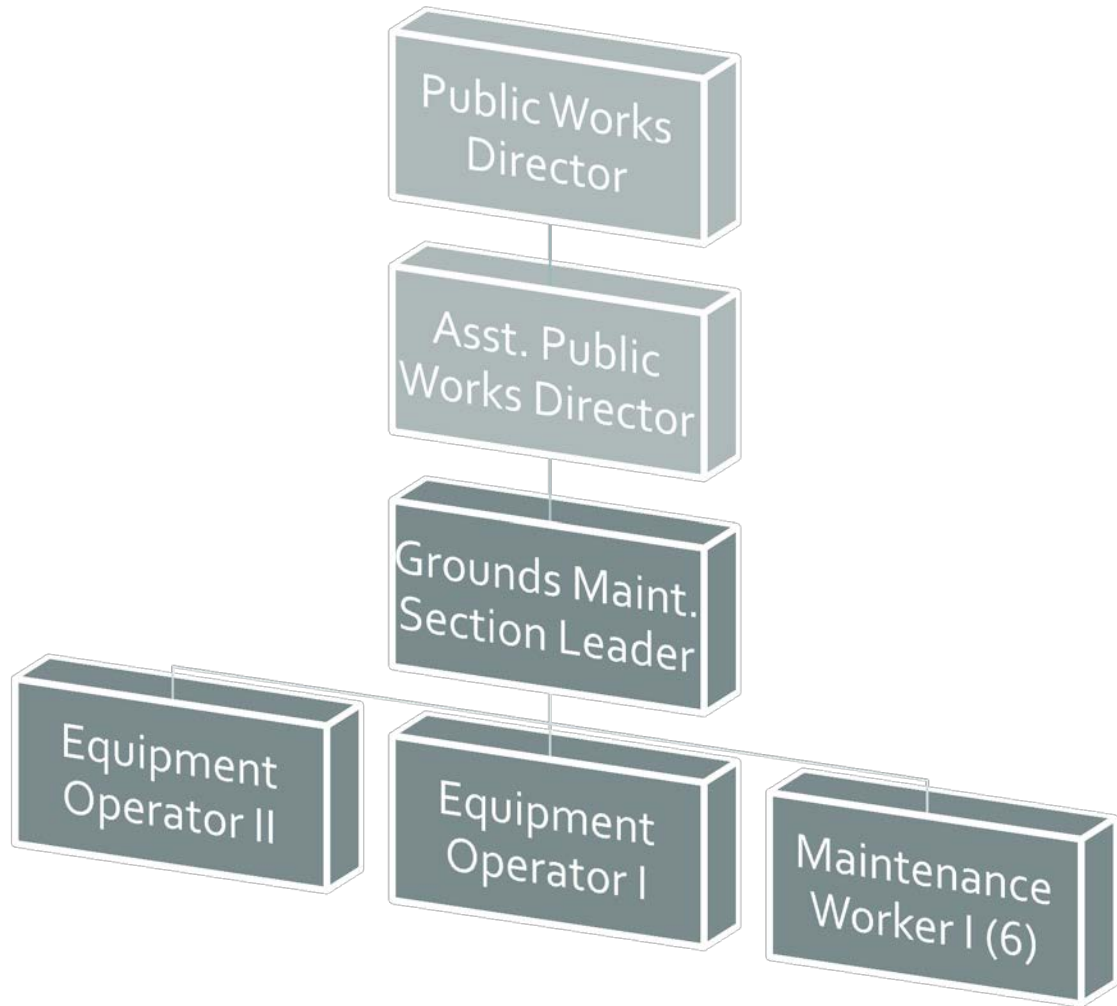 Public Works
Director
Asst. Public
Works Director
Grounds Maint.
Section Leader
Equipment
Operator II
Equipment
Operator I
Maintenance
Worker I (6)